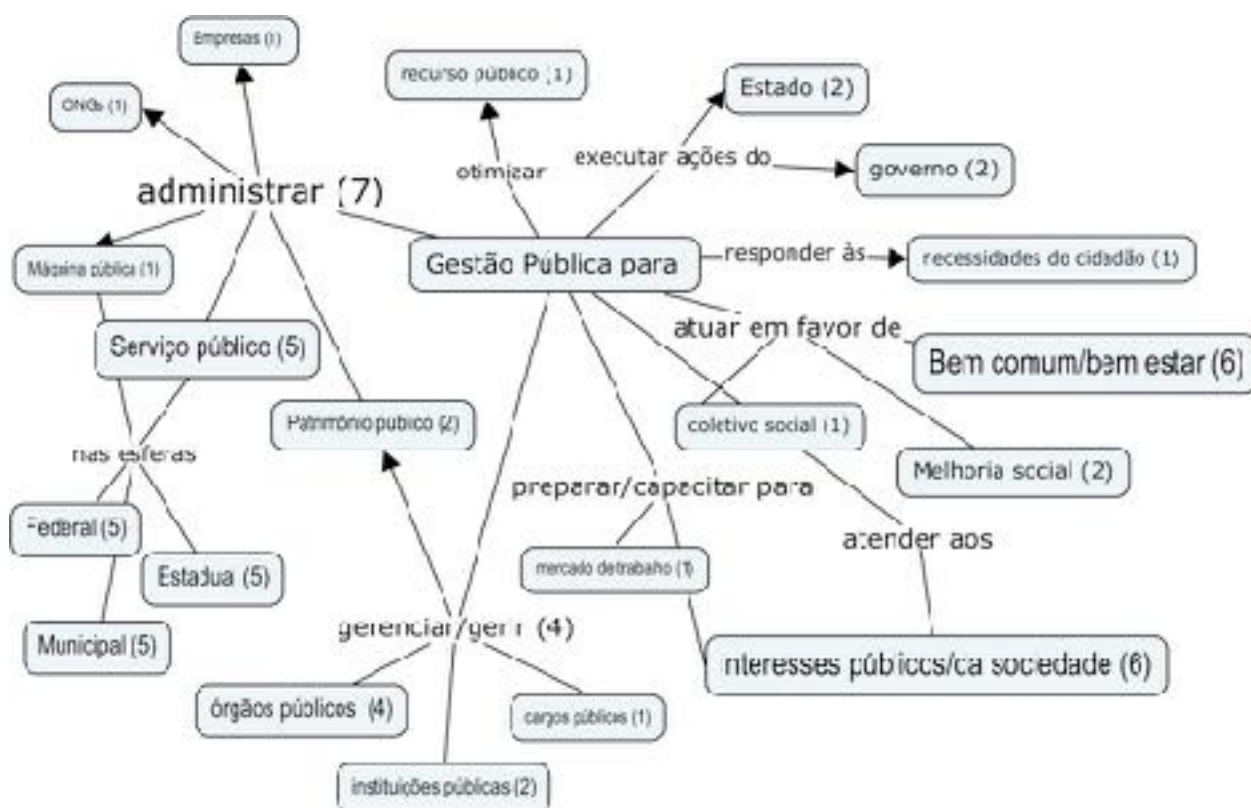 Empresas (1)
recurso público (1)
Estado (2)
ONGs (1)
executar ações do
otimizar
governo (2)
administrar (7)
Gestão Pública para
responder às
necessidades do cidadão (1)
Máquina pública (1)
atuar em favor de
Serviço público (5)
Bem comum/bem estar (6)
Patrimônio público (2)
coletivo social (1)
nas esferas
Melhoria social (2)
preparar/capacitar para
Federal (5)
atender aos
Estadua (5)
mercado de trabalho (1)
Municipal (5)
gerenciar/gerir (4)
nteresses públicos/da sociedade (6)
órgãos públicos (4)
cargos públicos (1)
instituições públicas (2)